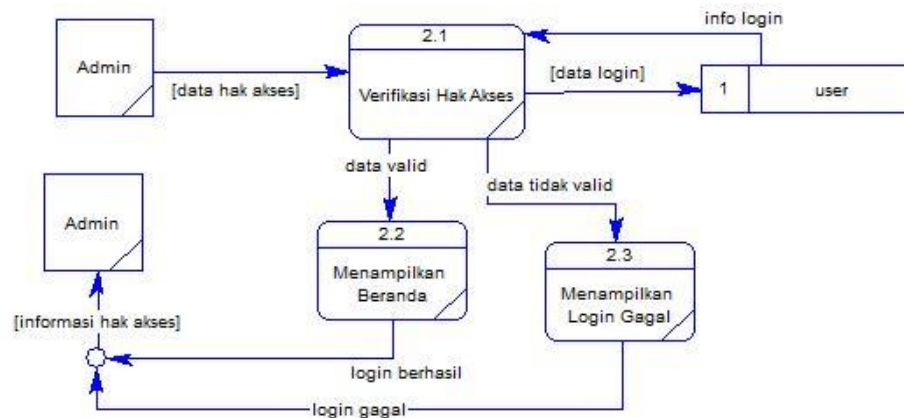 info login
2.1
Admin
[data hak akses]
Verifikasi Hak Akses
[data login]
1
user
data valid
data tidak valid
Admin
2.2
Menampilkan
Beranda
2.3
Menampilkan
Login Gagal
[informasi hak akses]
login berhasil
login gagal